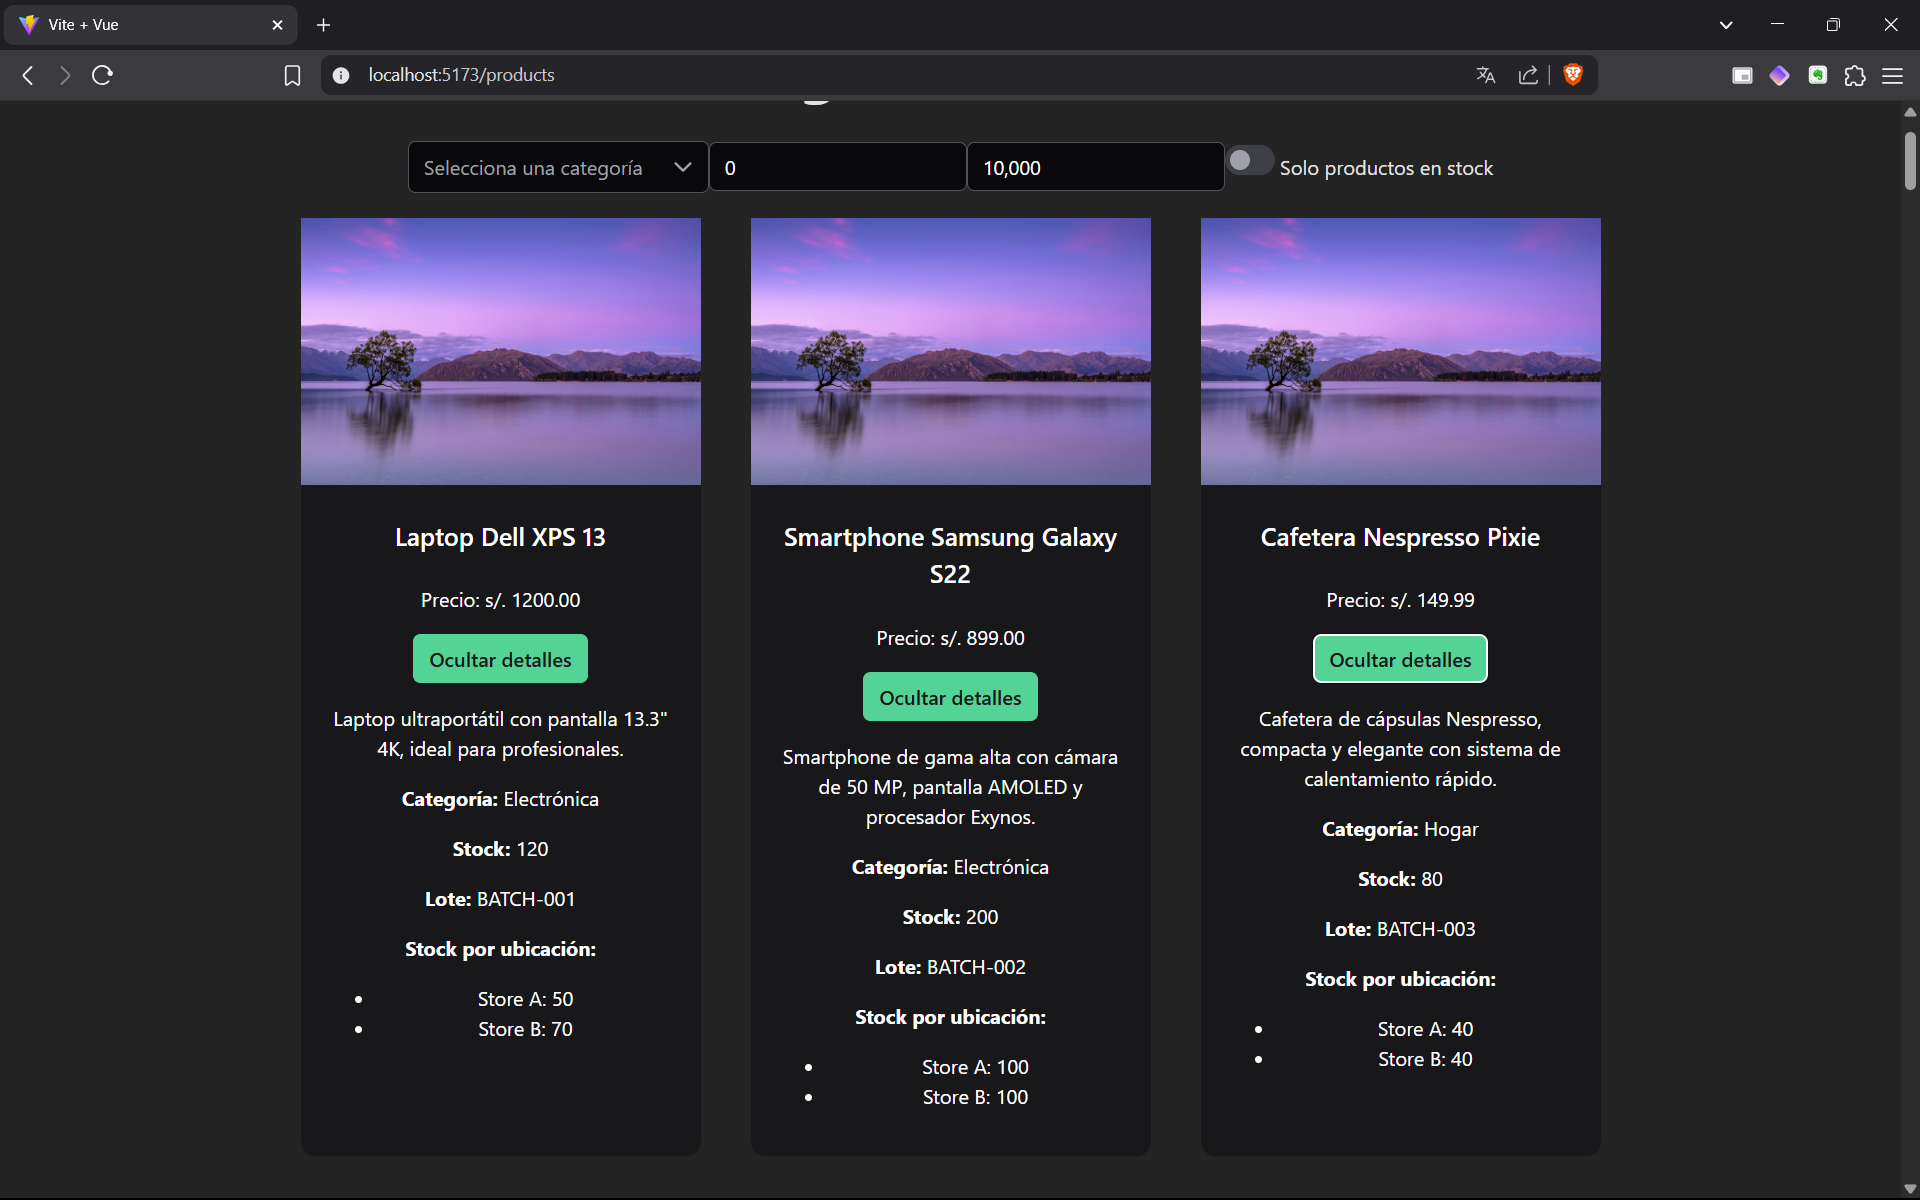 Vite + Vue
localhost:5173/products
Selecciona una categoría
0
10,000
Solo productos en stock
Laptop Dell XPS 13
Precio: s/. 1200.00
Ocultar detalles
Laptop ultraportátil con pantalla 13.3"
4K, ideal para profesionales.
Categoría: Electrónica
Stock: 120
Lote: BATCH-001
Stock por ubicación:
Store A: 50
Store B: 70
Smartphone Samsung Galaxy
S22
Precio: s/. 899.00
Ocultar detalles
Smartphone de gama alta con cámara
de 50 MP, pantalla AMOLED y
procesador Exynos.
Categoría: Electrónica
Stock: 200
Lote: BATCH-002
Stock por ubicación:
Store A: 100
Store B: 100
Cafetera Nespresso Pixie
Precio: s/. 149.99
Ocultar detalles
Cafetera de cápsulas Nespresso,
compacta y elegante con sistema de
calentamiento rápido.
Categoría: Hogar
Stock: 80
Lote: BATCH-003
Stock por ubicación:
Store A: 40
Store B: 40